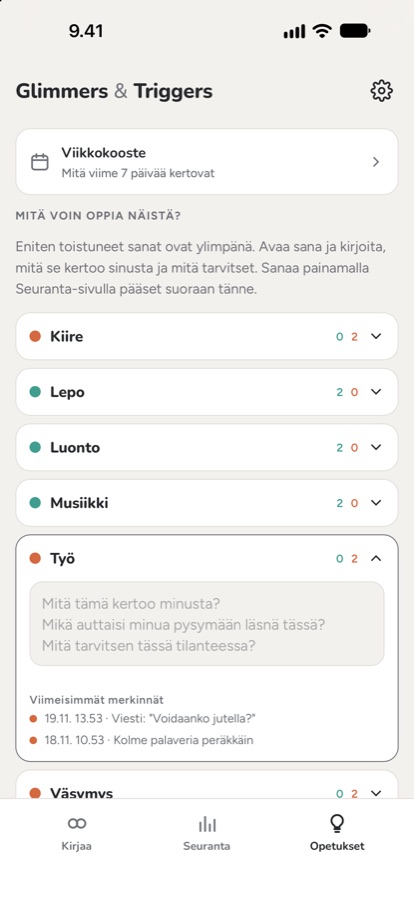 9.41
Glimmers & Triggers
Viikkokooste
Mitä viime 7 päivää kertovat
MITÄ VOIN OPPIA NÄISTÄ?
Eniten toistuneet sanat ovat ylimpänä. Avaa sana ja kirjoita,
mitä se kertoo sinusta ja mitä tarvitset. Sanaa painamalla
Seuranta-sivulla pääset suoraan tänne.
Kiire 0 2
Lepo 2 0
Luonto 2 0
Musiikki 2 0
Työ 0 2
Mitä tämä kertoo minusta?
Mikä auttaisi minua pysymään läsnä tässä?
Mitä tarvitsen tässä tilanteessa?
Viimeisimmät merkinnät
19.11. 13.53 · Viesti: "Voidaanko jutella?"
18.11. 10.53 · Kolme palaveria peräkkäin
Väsymys 0 2
Kirjaa Seuranta Opetukset